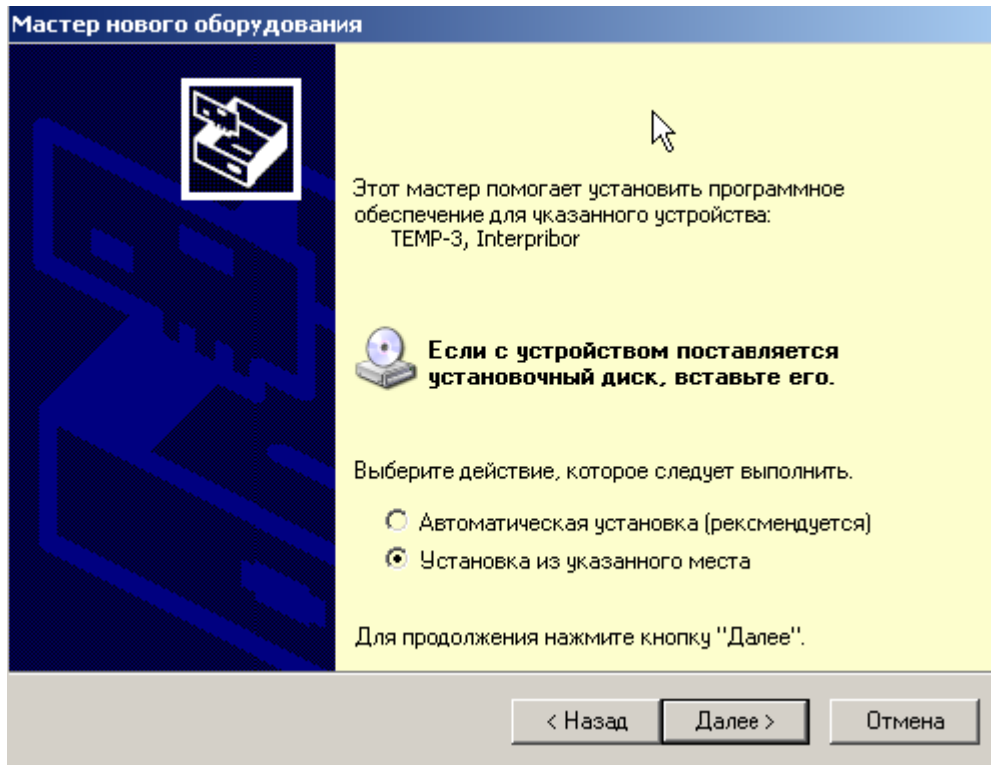 Мастер нового оборудования
Этот мастер помогает установить программное
обеспечение для указанного устройства:
TEMP-3, Interpribor
Если с устройством поставляется
установочный диск, вставьте его.
Выберите действие, которое следует выполнить.
Автоматическая установка (рексмендуется)
Установка из указанного места
Для продолжения нажмите кнопку "Далее".
< Назад
Далее >
Отмена